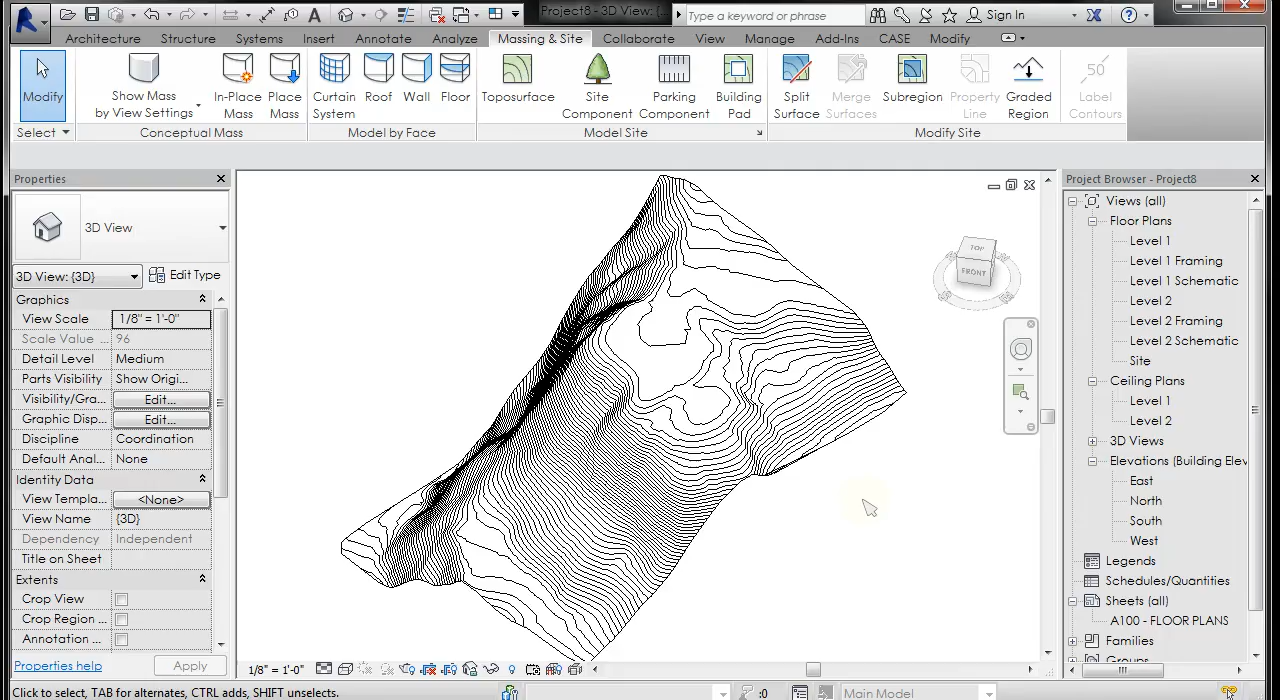 Project8 - 3D View: {...
Type a keyword or phrase
Sign In
Architecture Structure Systems Insert Annotate Analyze Massing & Site Collaborate View Manage Add-Ins CASE Modify
Modify
Show Mass by View Settings
In-Place Mass
Place Mass
Curtain System
Roof
Wall
Floor
Toposurface
Site Component
Parking Component
Building Pad
Split Surface
Merge Surfaces
Subregion
Property Line
Graded Region
50
Label Contours
Select
Conceptual Mass
Model by Face
Model Site
Modify Site
Properties
3D View
3D View: {3D}
Edit Type
Graphics
View Scale 1/8" = 1'-0"
Scale Value ... 96
Detail Level Medium
Parts Visibility Show Origi...
Visibility/Gra... Edit...
Graphic Disp... Edit...
Discipline Coordination
Default Anal... None
Identity Data
View Templa... <None>
View Name {3D}
Dependency Independent
Title on Sheet
Extents
Crop View
Crop Region ...
Annotation ...
Properties help
Apply
TOP
FRONT
Project Browser - Project8
Views (all)
Floor Plans
Level 1
Level 1 Framing
Level 1 Schematic
Level 2
Level 2 Framing
Level 2 Schematic
Site
Ceiling Plans
Level 1
Level 2
3D Views
Elevations (Building Elev
East
North
South
West
Legends
Schedules/Quantities
Sheets (all)
A100 - FLOOR PLANS
Families
Groups
1/8" = 1'-0"
Click to select, TAB for alternates, CTRL adds, SHIFT unselects.
:0
Main Model